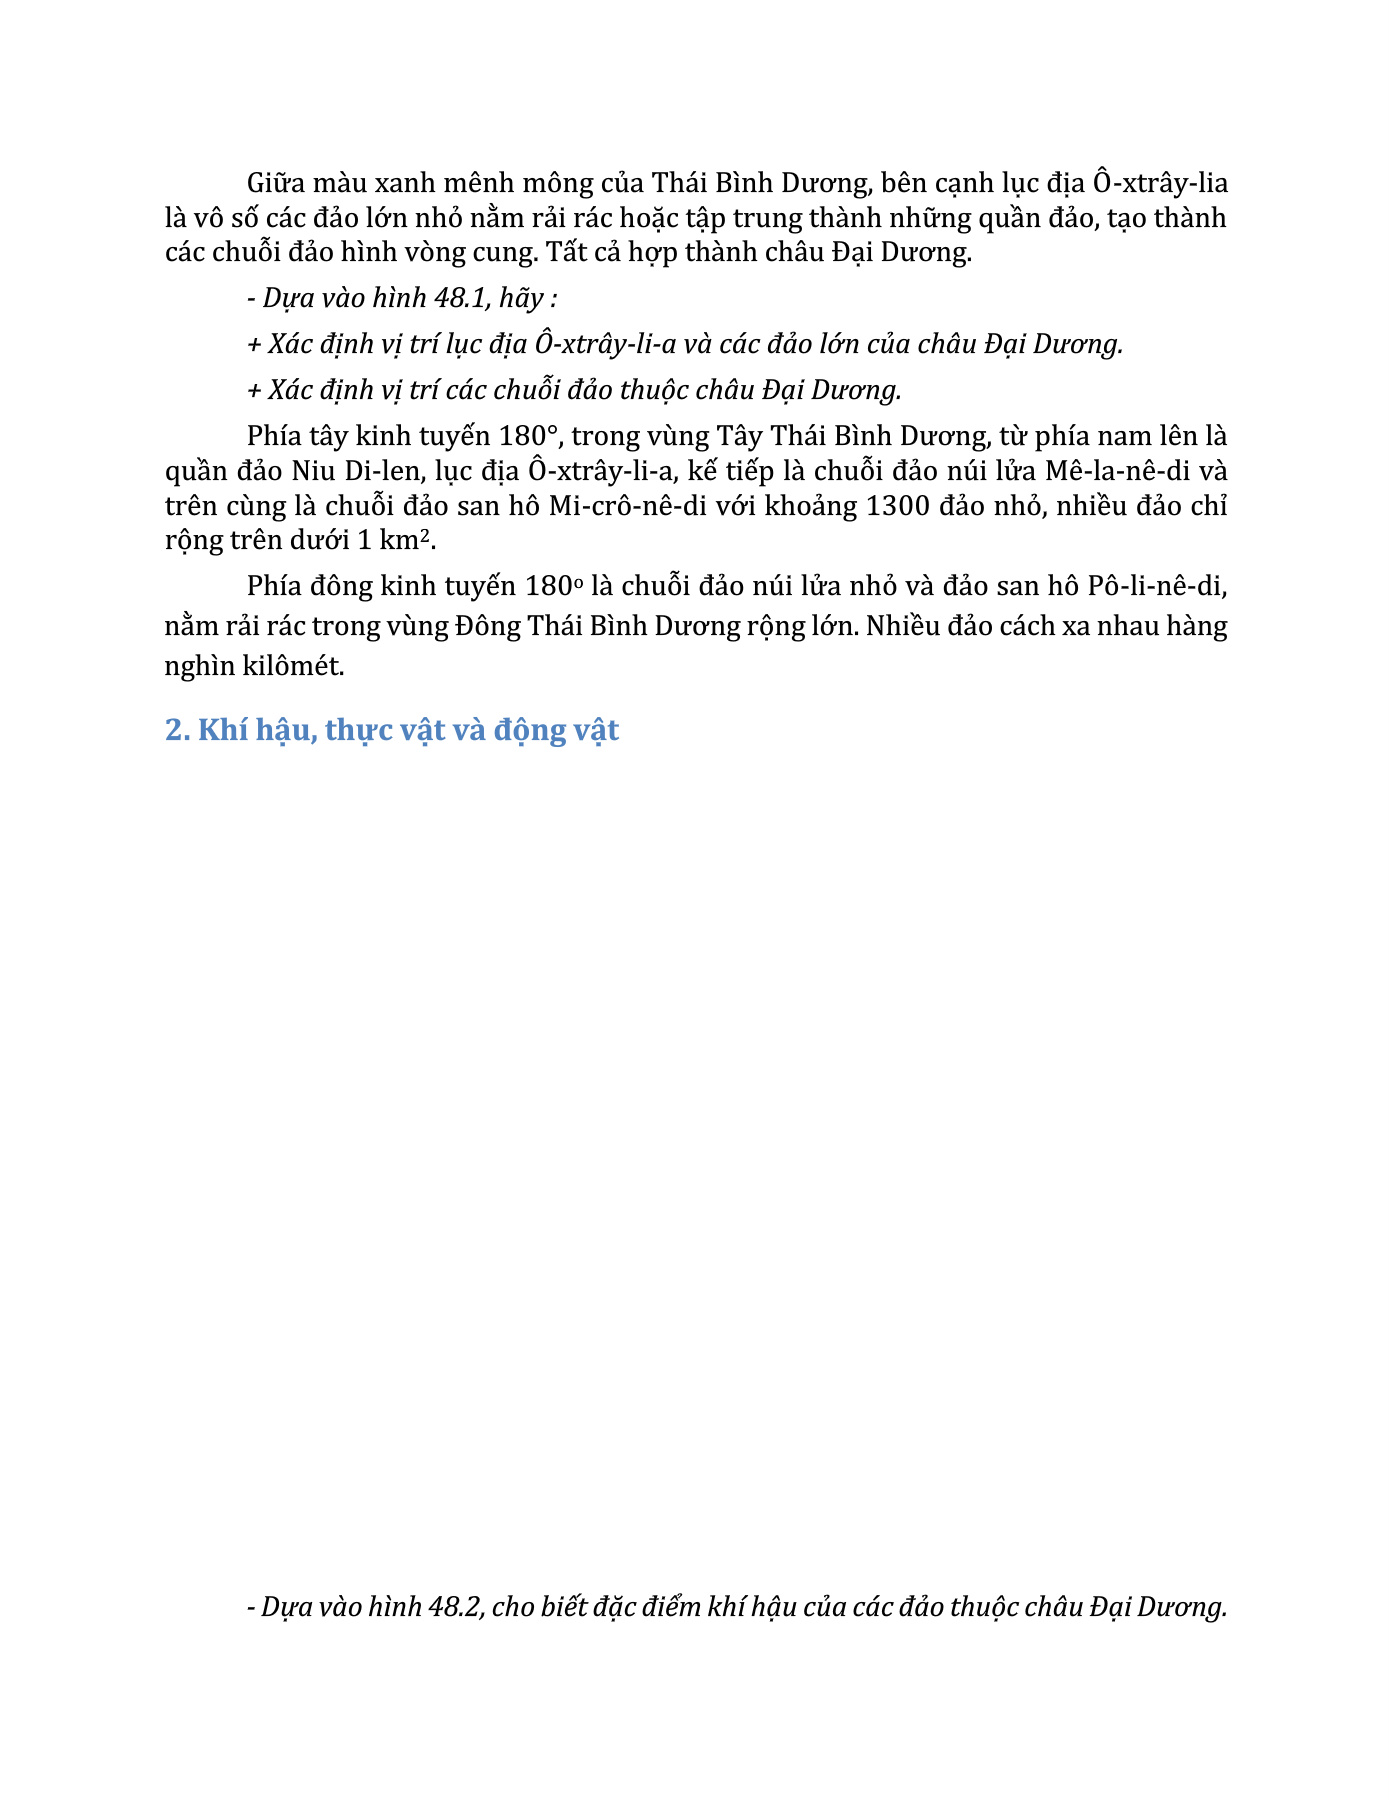 Giữa màu xanh mênh mông của Thái Bình Dương, bên cạnh lục địa Ô-xtrây-lia
là vô số các đảo lớn nhỏ nằm rải rác hoặc tập trung thành những quần đảo, tạo thành
các chuỗi đảo hình vòng cung. Tất cả hợp thành châu Đại Dương.
- Dựa vào hình 48.1, hãy :
+ Xác định vị trí lục địa Ô-xtrây-li-a và các đảo lớn của châu Đại Dương.
+ Xác định vị trí các chuỗi đảo thuộc châu Đại Dương.
Phía tây kinh tuyến 180°, trong vùng Tây Thái Bình Dương, từ phía nam lên là
quần đảo Niu Di-len, lục địa Ô-xtrây-li-a, kế tiếp là chuỗi đảo núi lửa Mê-la-nê-di và
trên cùng là chuỗi đảo san hô Mi-crô-nê-di với khoảng 1300 đảo nhỏ, nhiều đảo chỉ
rộng trên dưới 1 km².
Phía đông kinh tuyến 180º là chuỗi đảo núi lửa nhỏ và đảo san hô Pô-li-nê-di,
nằm rải rác trong vùng Đông Thái Bình Dương rộng lớn. Nhiều đảo cách xa nhau hàng
nghìn kilômét.
2. Khí hậu, thực vật và động vật
- Dựa vào hình 48.2, cho biết đặc điểm khí hậu của các đảo thuộc châu Đại Dương.